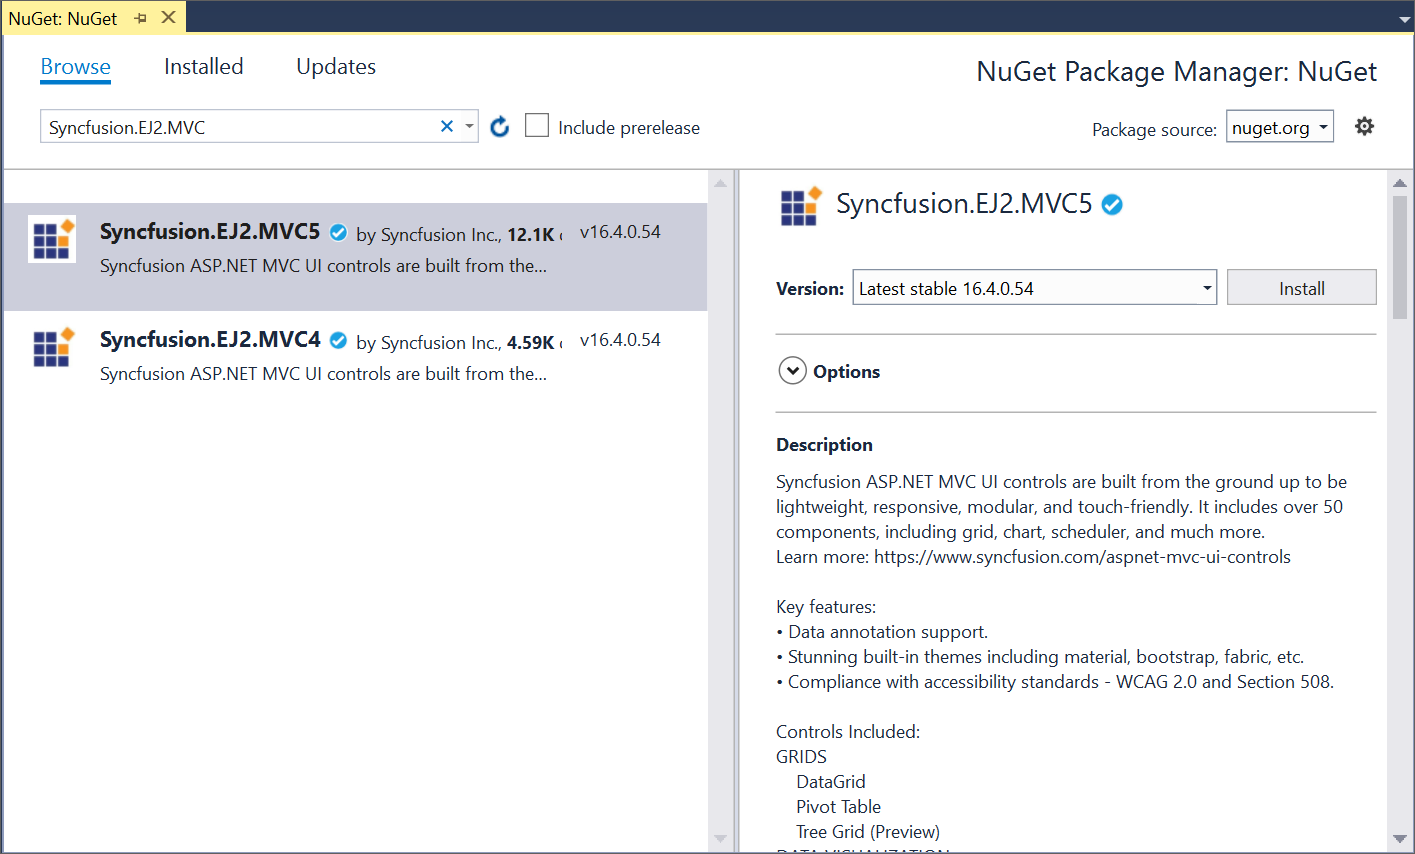 NuGet: NuGet
Browse Installed Updates
NuGet Package Manager: NuGet
Syncfusion.EJ2.MVC
Include prerelease
Package source: nuget.org
Syncfusion.EJ2.MVC5 by Syncfusion Inc., 12.1K v16.4.0.54
Syncfusion ASP.NET MVC UI controls are built from the...
Syncfusion.EJ2.MVC4 by Syncfusion Inc., 4.59K v16.4.0.54
Syncfusion ASP.NET MVC UI controls are built from the...
Syncfusion.EJ2.MVC5
Version: Latest stable 16.4.0.54 Install
Options
Description
Syncfusion ASP.NET MVC UI controls are built from the ground up to be
lightweight, responsive, modular, and touch-friendly. It includes over 50
components, including grid, chart, scheduler, and much more.
Learn more: https://www.syncfusion.com/aspnet-mvc-ui-controls
Key features:
• Data annotation support.
• Stunning built-in themes including material, bootstrap, fabric, etc.
• Compliance with accessibility standards - WCAG 2.0 and Section 508.
Controls Included:
GRIDS
DataGrid
Pivot Table
Tree Grid (Preview)